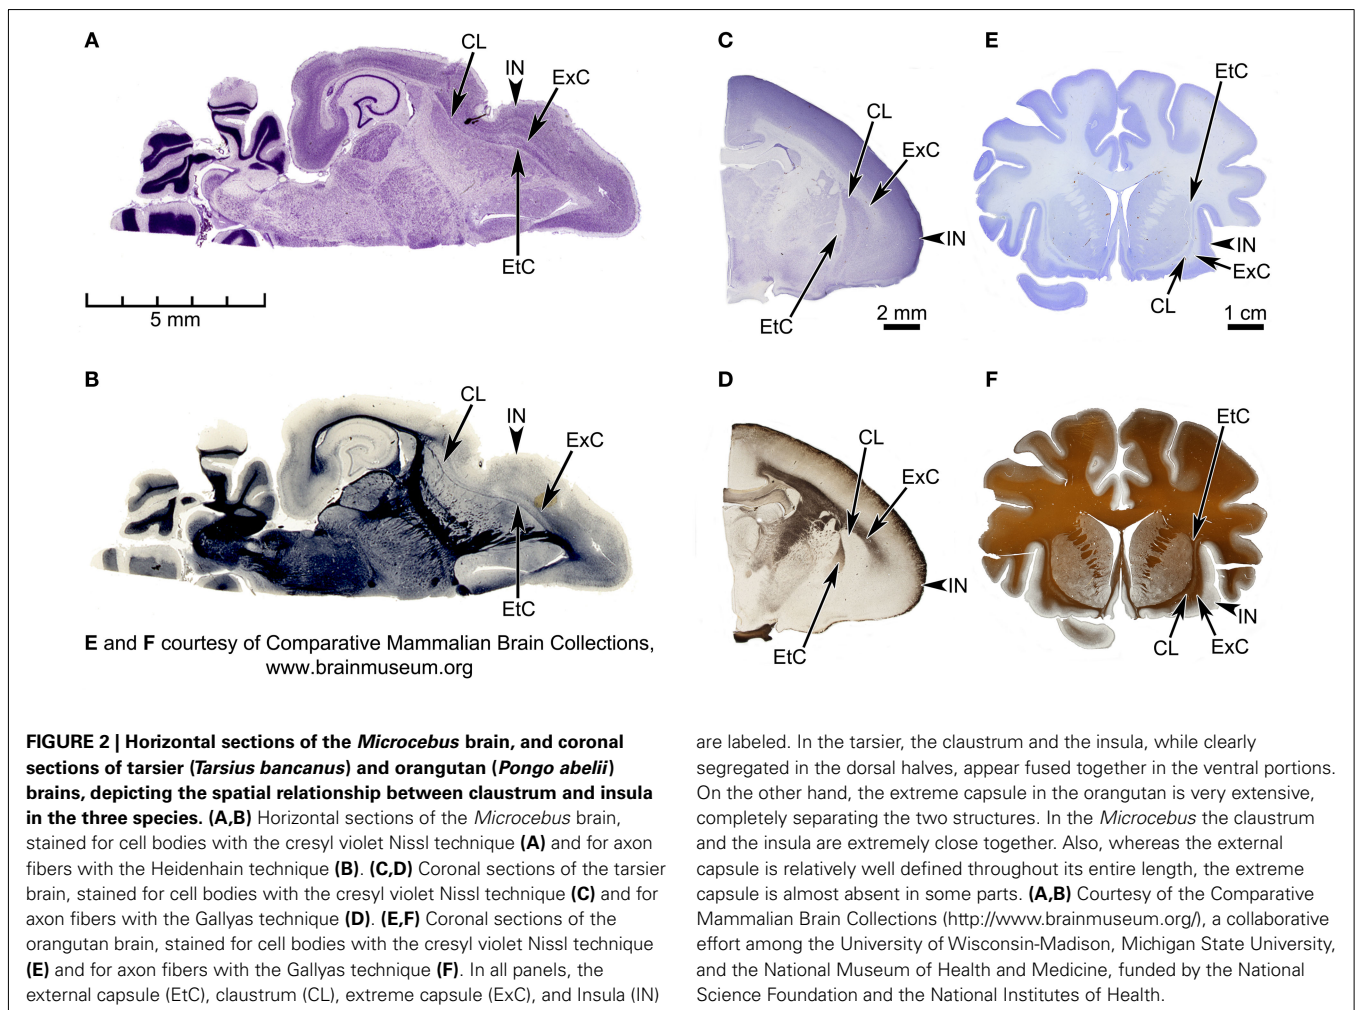 A
CL
IN
ExC
EtC
5 mm
C
CL
ExC
IN
EtC
2 mm
E
EtC
IN
ExC
CL
1 cm
B
CL
IN
ExC
EtC
D
CL
ExC
IN
EtC
F
EtC
IN
CL
ExC
E and F courtesy of Comparative Mammalian Brain Collections,
www.brainmuseum.org
FIGURE 2 | Horizontal sections of the Microcebus brain, and coronal
sections of tarsier (Tarsius bancanus) and orangutan (Pongo abelii)
brains, depicting the spatial relationship between claustrum and insula
in the three species. (A,B) Horizontal sections of the Microcebus brain,
stained for cell bodies with the cresyl violet Nissl technique (A) and for axon
fibers with the Heidenhain technique (B). (C,D) Coronal sections of the tarsier
brain, stained for cell bodies with the cresyl violet Nissl technique (C) and for
axon fibers with the Gallyas technique (D). (E,F) Coronal sections of the
orangutan brain, stained for cell bodies with the cresyl violet Nissl technique
(E) and for axon fibers with the Gallyas technique (F). In all panels, the
external capsule (EtC), claustrum (CL), extreme capsule (ExC), and Insula (IN)
are labeled. In the tarsier, the claustrum and the insula, while clearly
segregated in the dorsal halves, appear fused together in the ventral portions.
On the other hand, the extreme capsule in the orangutan is very extensive,
completely separating the two structures. In the Microcebus the claustrum
and the insula are extremely close together. Also, whereas the external
capsule is relatively well defined throughout its entire length, the extreme
capsule is almost absent in some parts. (A,B) Courtesy of the Comparative
Mammalian Brain Collections (http://www.brainmuseum.org/), a collaborative
effort among the University of Wisconsin-Madison, Michigan State University,
and the National Museum of Health and Medicine, funded by the National
Science Foundation and the National Institutes of Health.